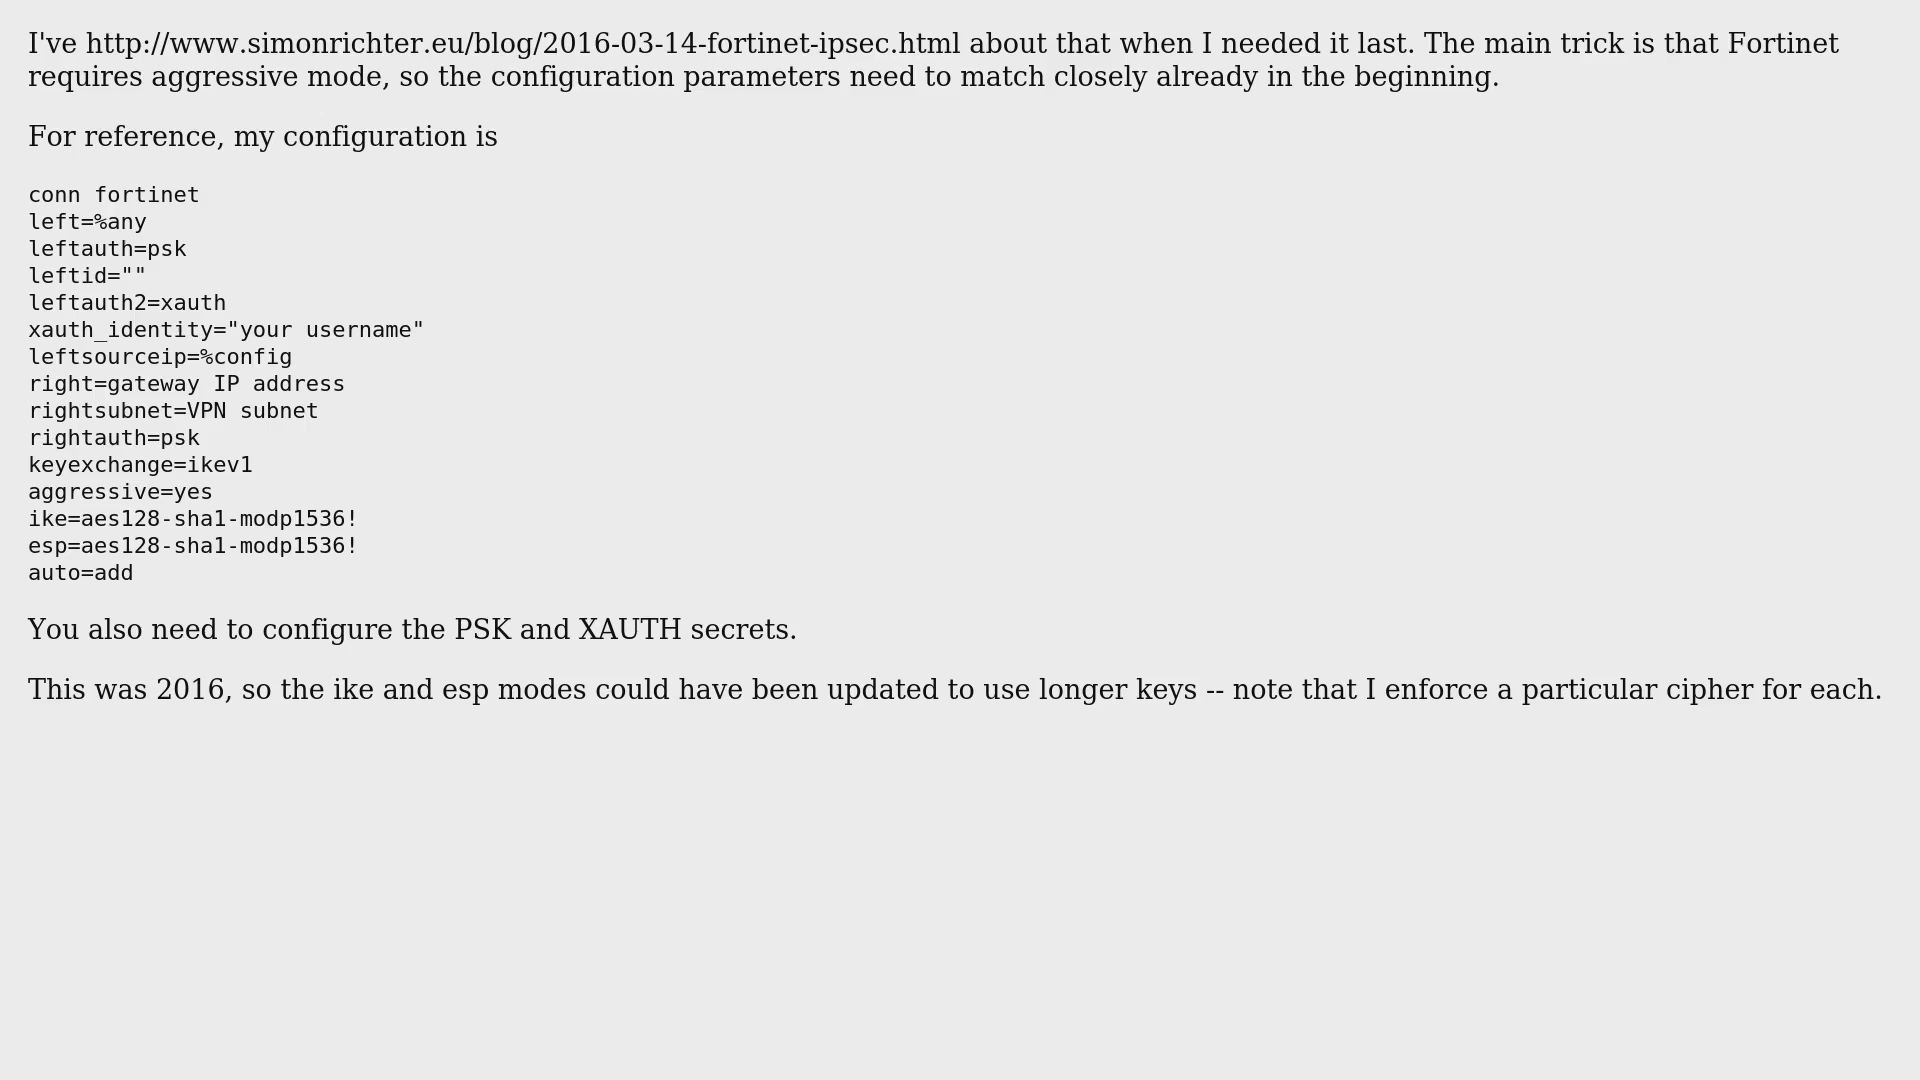 I've http://www.simonrichter.eu/blog/2016-03-14-fortinet-ipsec.html about that when I needed it last. The main trick is that Fortinet
requires aggressive mode, so the configuration parameters need to match closely already in the beginning.
For reference, my configuration is
conn fortinet
left=%any
leftauth=psk
leftid=""
leftauth2=xauth
xauth_identity="your username"
leftsourceip=%config
right=gateway IP address
rightsubnet=VPN subnet
rightauth=psk
keyexchange=ikev1
aggressive=yes
ike=aes128-sha1-modp1536!
esp=aes128-sha1-modp1536!
auto=add
You also need to configure the PSK and XAUTH secrets.
This was 2016, so the ike and esp modes could have been updated to use longer keys -- note that I enforce a particular cipher for each.